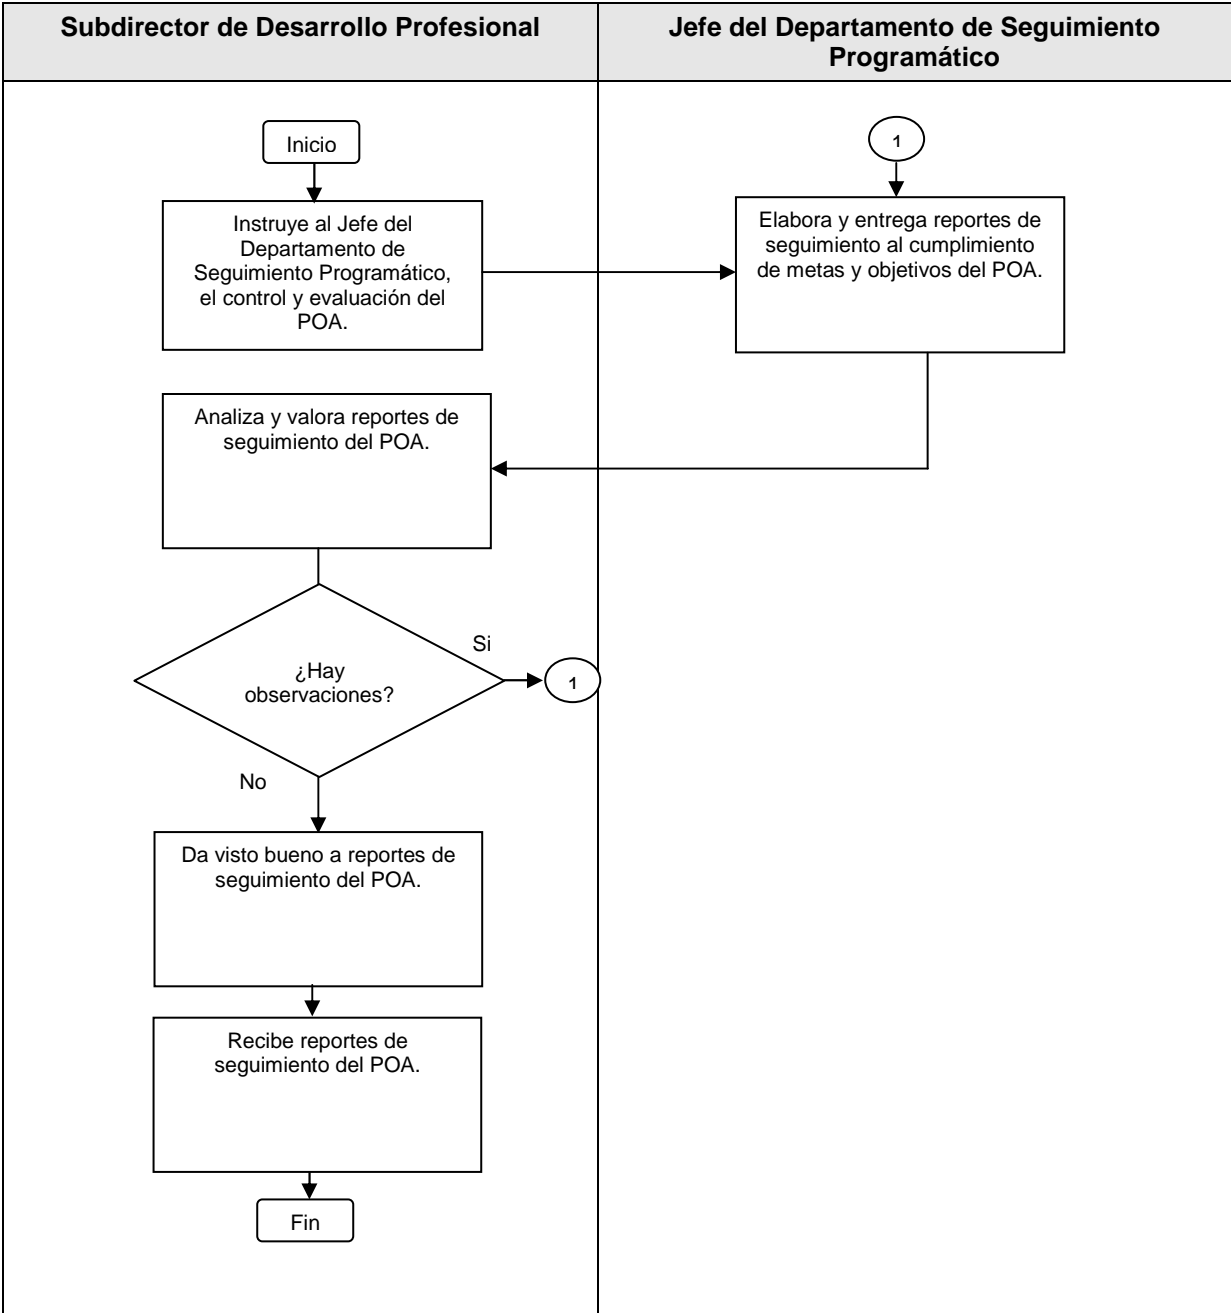 Subdirector de Desarrollo Profesional
Jefe del Departamento de Seguimiento
Programático
Inicio
Instruye al Jefe del
Departamento de
Seguimiento Programático,
el control y evaluación del
POA.
1
Elabora y entrega reportes de
seguimiento al cumplimiento
de metas y objetivos del POA.
Analiza y valora reportes de
seguimiento del POA.
¿Hay
observaciones?
Si
1
No
Da visto bueno a reportes de
seguimiento del POA.
Recibe reportes de
seguimiento del POA.
Fin